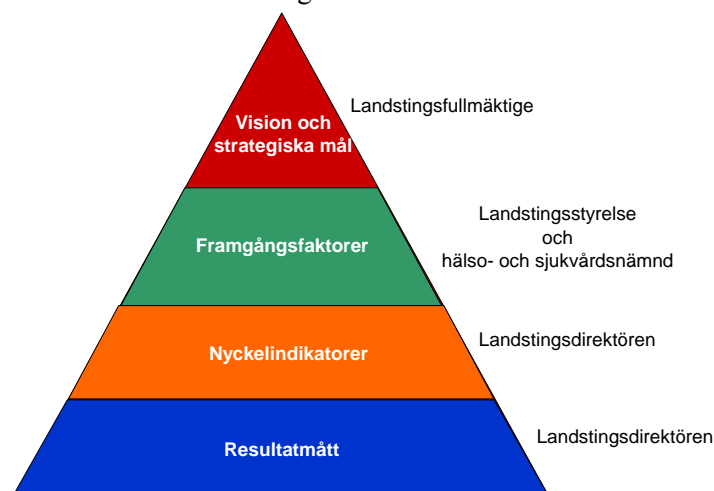 Landstingsfullmäktige
Vision och
strategiska mål
Landstingsstyrelse
och
hälso- och sjukvårdsnämnd
Framgångsfaktorer
Landstingsdirektören
Nyckelindikatorer
Landstingsdirektören
Resultatmått